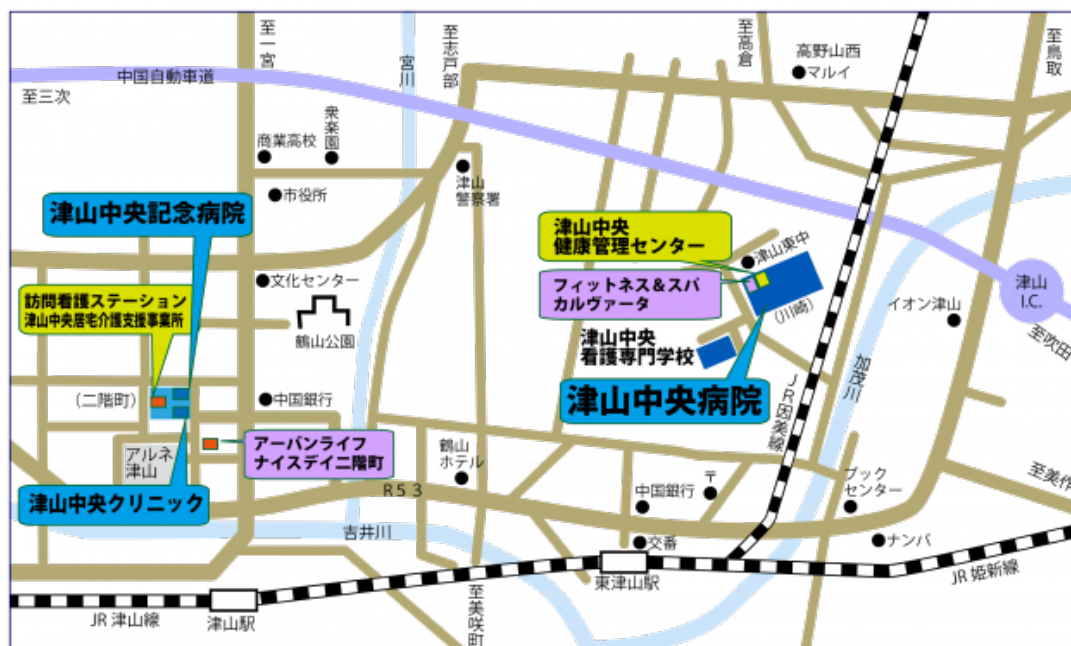 至一宮
宮川
至志戸部
至高倉
高野山西
マルイ
至鳥取
中国自動車道
至三次
衆楽園
商業高校
津山
警察署
市役所
津山中央記念病院
津山中央
健康管理センター
津山東中
フィットネス＆スパ
カルヴァータ
津山
I.C.
文化センター
訪問看護ステーション
津山中央居宅介護支援事業所
イオン津山
(川崎)
至吹田
鶴山公園
津山中央
看護専門学校
加茂川
津山中央病院
JR因美線
(二階町)
中国銀行
アーバンライフ
ナイスデイ二階町
鶴山
ホテル
アルネ
津山
R53
〒
中国銀行
ブック
センター
至美作
津山中央クリニック
吉井川
交番
ナンバ
東津山駅
JR姫新線
至美咲町
JR津山線
津山駅